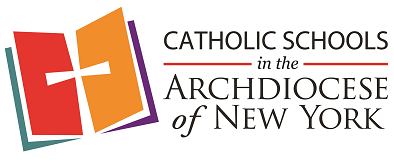 CATHOLIC SCHOOLS
in the
ARCHDIOCESE
of NEW YORK